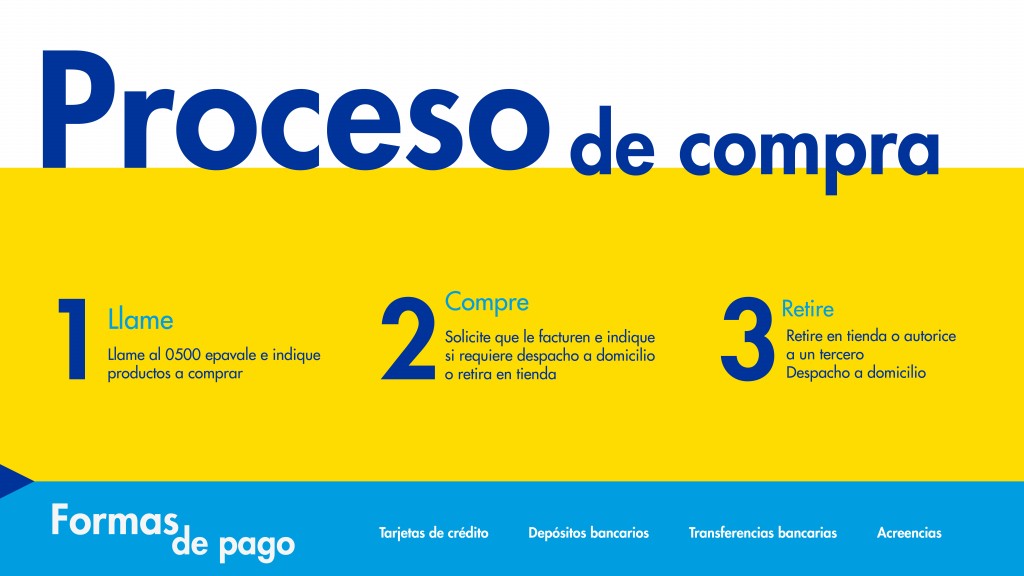 Proceso de compra
1
Llame
Llame al 0500 epavale e indique
productos a comprar
2
Compre
Solicite que le facturen e indique
si requiere despacho a domicilio
o retira en tienda
3
Retire
Retire en tienda o autorice
a un tercero
Despacho a domicilio
Formas
de pago
Tarjetas de crédito
Depósitos bancarios
Transferencias bancarias
Acreencias